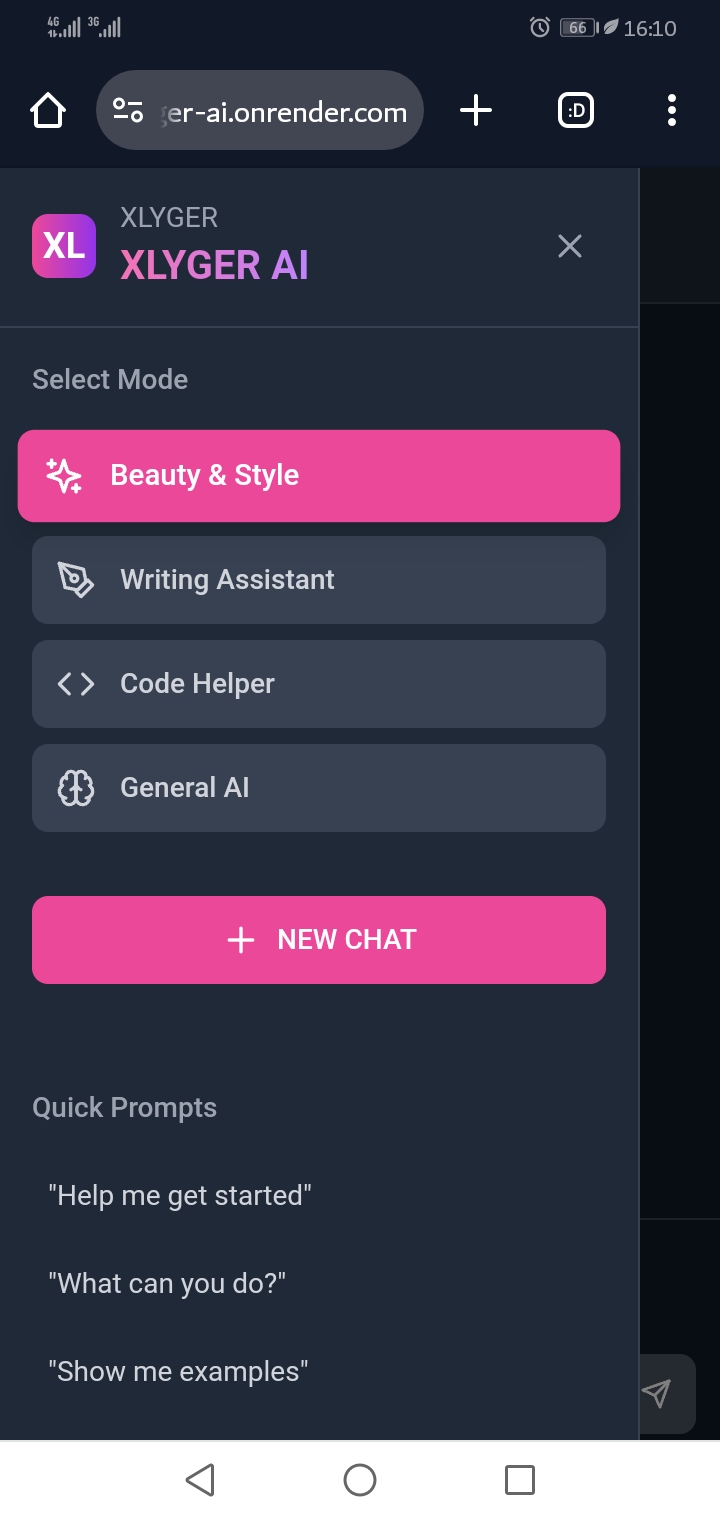 4G 3G 66 16:10
er-ai.onrender.com :D
XLYGER
XL XLYGER AI
Select Mode
Beauty & Style
Writing Assistant
Code Helper
General AI
NEW CHAT
Quick Prompts
"Help me get started"
"What can you do?"
"Show me examples"